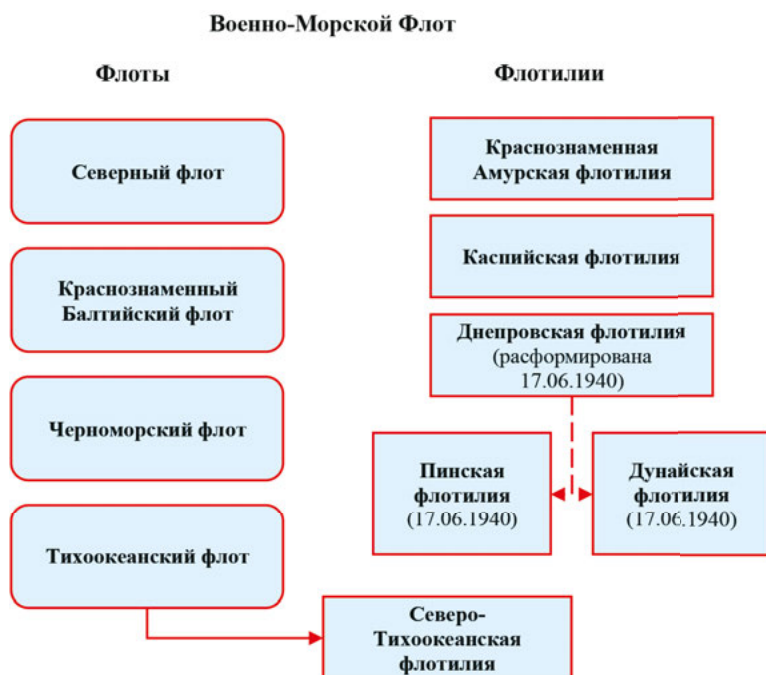 Военно-Морской Флот
Флоты
Флотилии
Северный флот
Краснознаменный
Балтийский флот
Черноморский флот
Тихоокеанский флот
Краснознаменная
Амурская флотилия
Каспийская флотилия
Днепровская флотилия
(расформирована
17.06.1940)
Пинская
флотилия
(17.06.1940)
Дунайская
флотилия
(17.06.1940)
Северо-
Тихоокеанская
флотилия